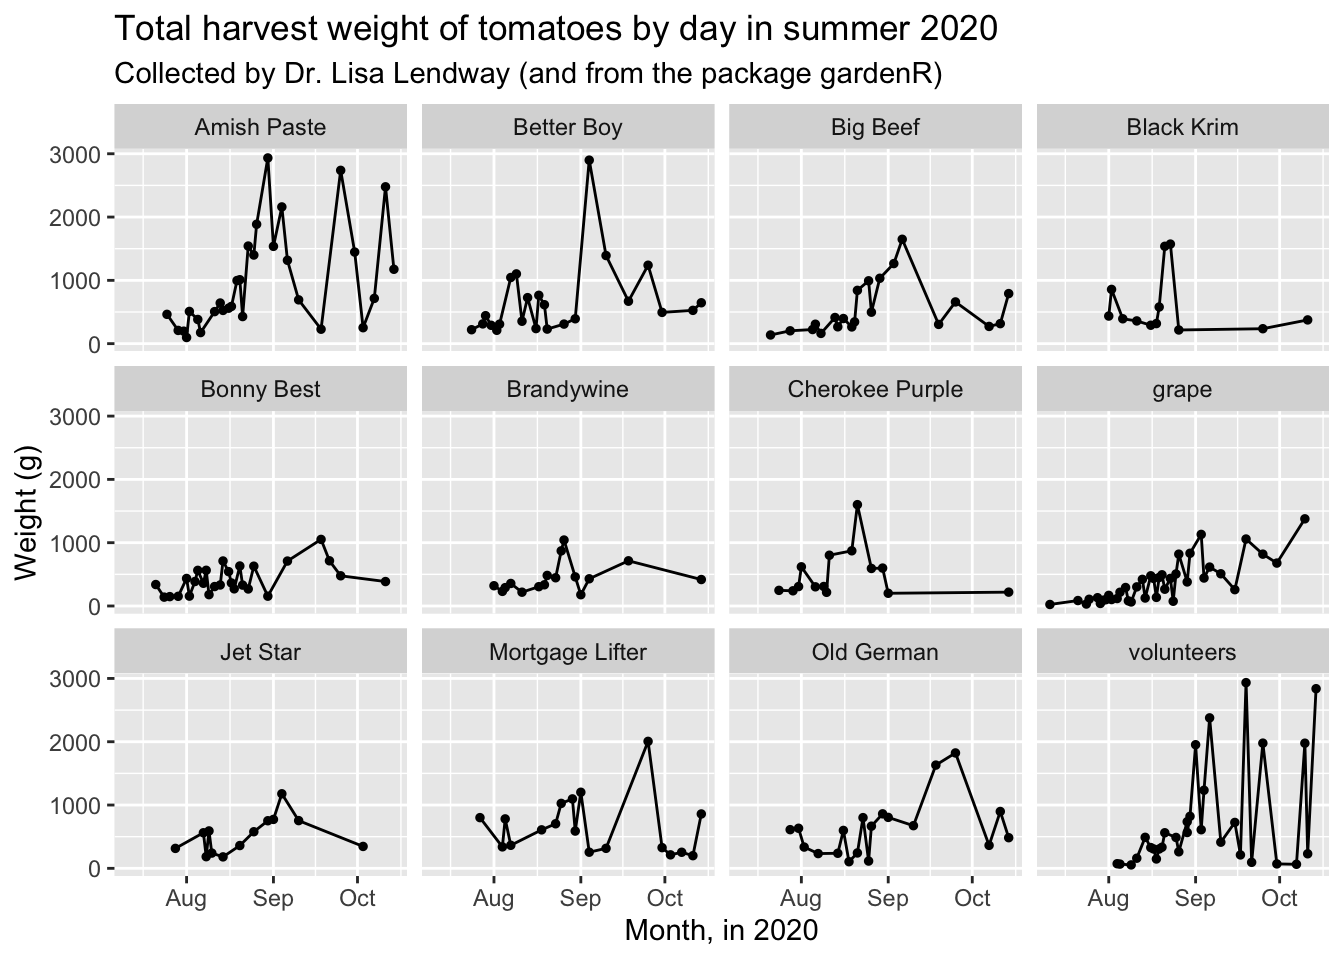 Total harvest weight of tomatoes by day in summer 2020
Collected by Dr. Lisa Lendway (and from the package gardenR)
Amish Paste
Better Boy
Big Beef
Black Krim
3000
2000
1000
0
Bonny Best
Brandywine
Cherokee Purple
grape
3000
2000
1000
0
Weight (g)
Jet Star
Mortgage Lifter
Old German
volunteers
3000
2000
1000
0
Aug Sep Oct
Aug Sep Oct
Aug Sep Oct
Aug Sep Oct
Month, in 2020